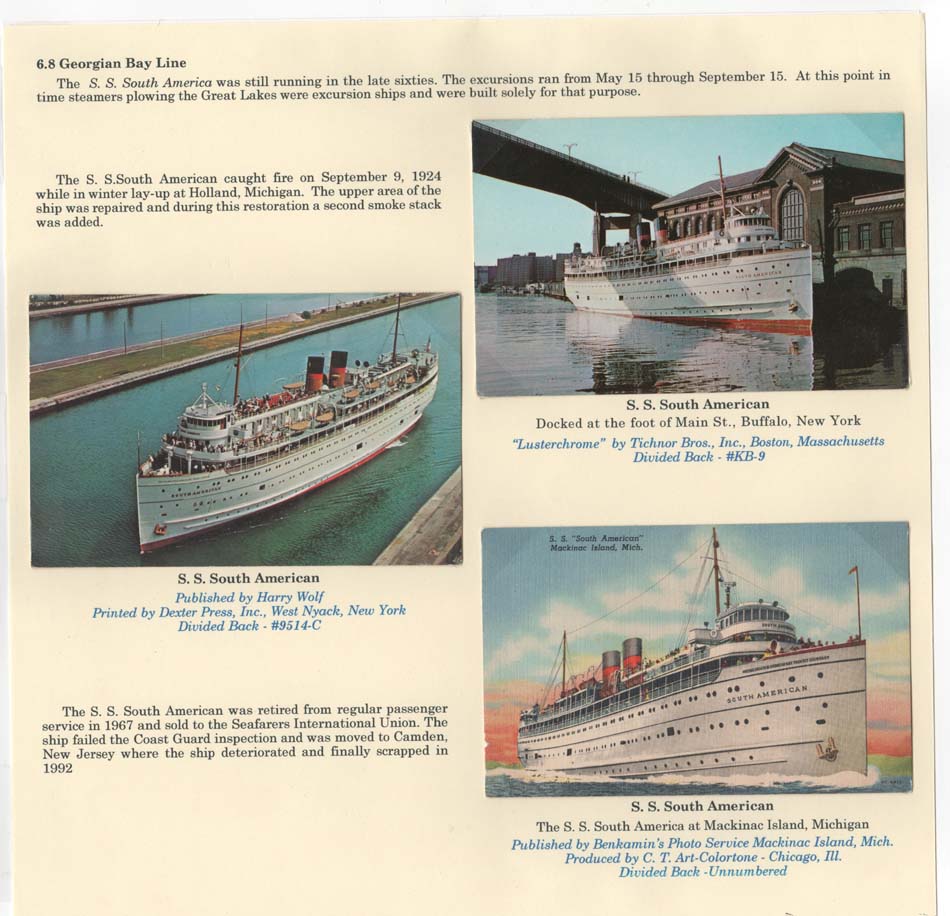 6.8 Georgian Bay Line
The S. S. South America was still running in the late sixties. The excursions ran from May 15 through September 15. At this point in
time steamers plowing the Great Lakes were excursion ships and were built solely for that purpose.
The S. S.South American caught fire on September 9, 1924
while in winter lay-up at Holland, Michigan. The upper area of the
ship was repaired and during this restoration a second smoke stack
was added.
SOUTH AMERICAN
S. S. South American
Docked at the foot of Main St., Buffalo, New York
"Lusterchrome" by Tichnor Bros., Inc., Boston, Massachusetts
Divided Back - #KB-9
SOUTH AMERICAN
S. S. South American
Published by Harry Wolf
Printed by Dexter Press, Inc., West Nyack, New York
Divided Back - #9514-C
S. S. "South American"
Mackinac Island, Mich.
SOUTH AMERICAN
SOUTH AMERICAN
The S. S. South American was retired from regular passenger
service in 1967 and sold to the Seafarers International Union. The
ship failed the Coast Guard inspection and was moved to Camden,
New Jersey where the ship deteriorated and finally scrapped in
1992
S. S. South American
The S. S. South America at Mackinac Island, Michigan
Published by Benkamin's Photo Service Mackinac Island, Mich.
Produced by C. T. Art-Colortone - Chicago, Ill.
Divided Back -Unnumbered